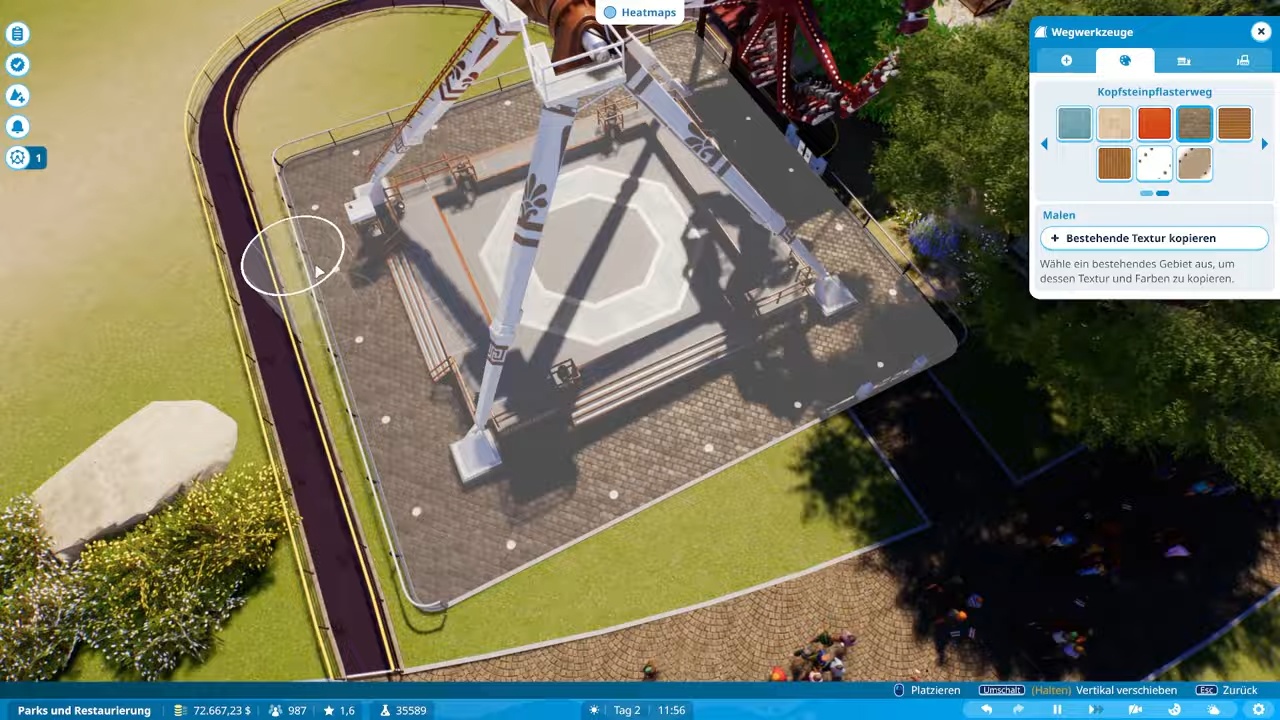 Heatmaps
Wegwerkzeuge
Kopfsteinpflasterweg
Malen
+ Bestehende Textur kopieren
Wähle ein bestehendes Gebiet aus, um
dessen Textur und Farben zu kopieren.
1
Platzieren Umschalt (Halten) Vertikal verschieben Esc Zurück
Parks und Restaurierung 72.667,23 $ 987 1,6 35589 Tag 2 11:56